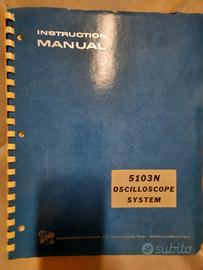 INSTRUCTION
MANUAL
5103N
OSCILLOSCOPE
SYSTEM
subito